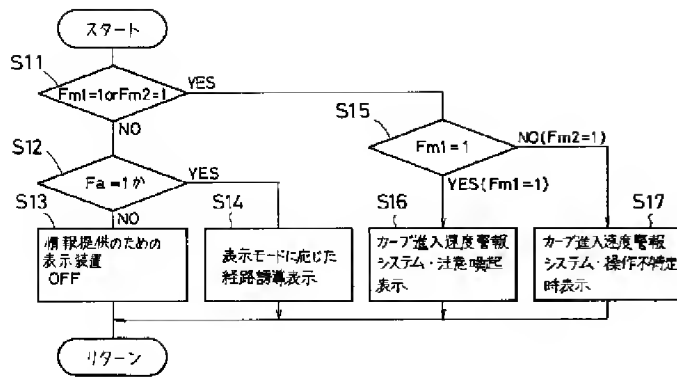 スタート
S11
Fm1=1orFm2=1
YES
NO
S15
Fm1=1
NO(Fm2=1)
YES(Fm1=1)
S12
Fa=1か
YES
NO
S13
情報提供のための
表示装置
OFF
S14
表示モードに応じた
経路誘導表示
S16
カーブ進入速度警報
システム・注意喚起
表示
S17
カーブ進入速度警報
システム・操作不特定
時表示
リターン